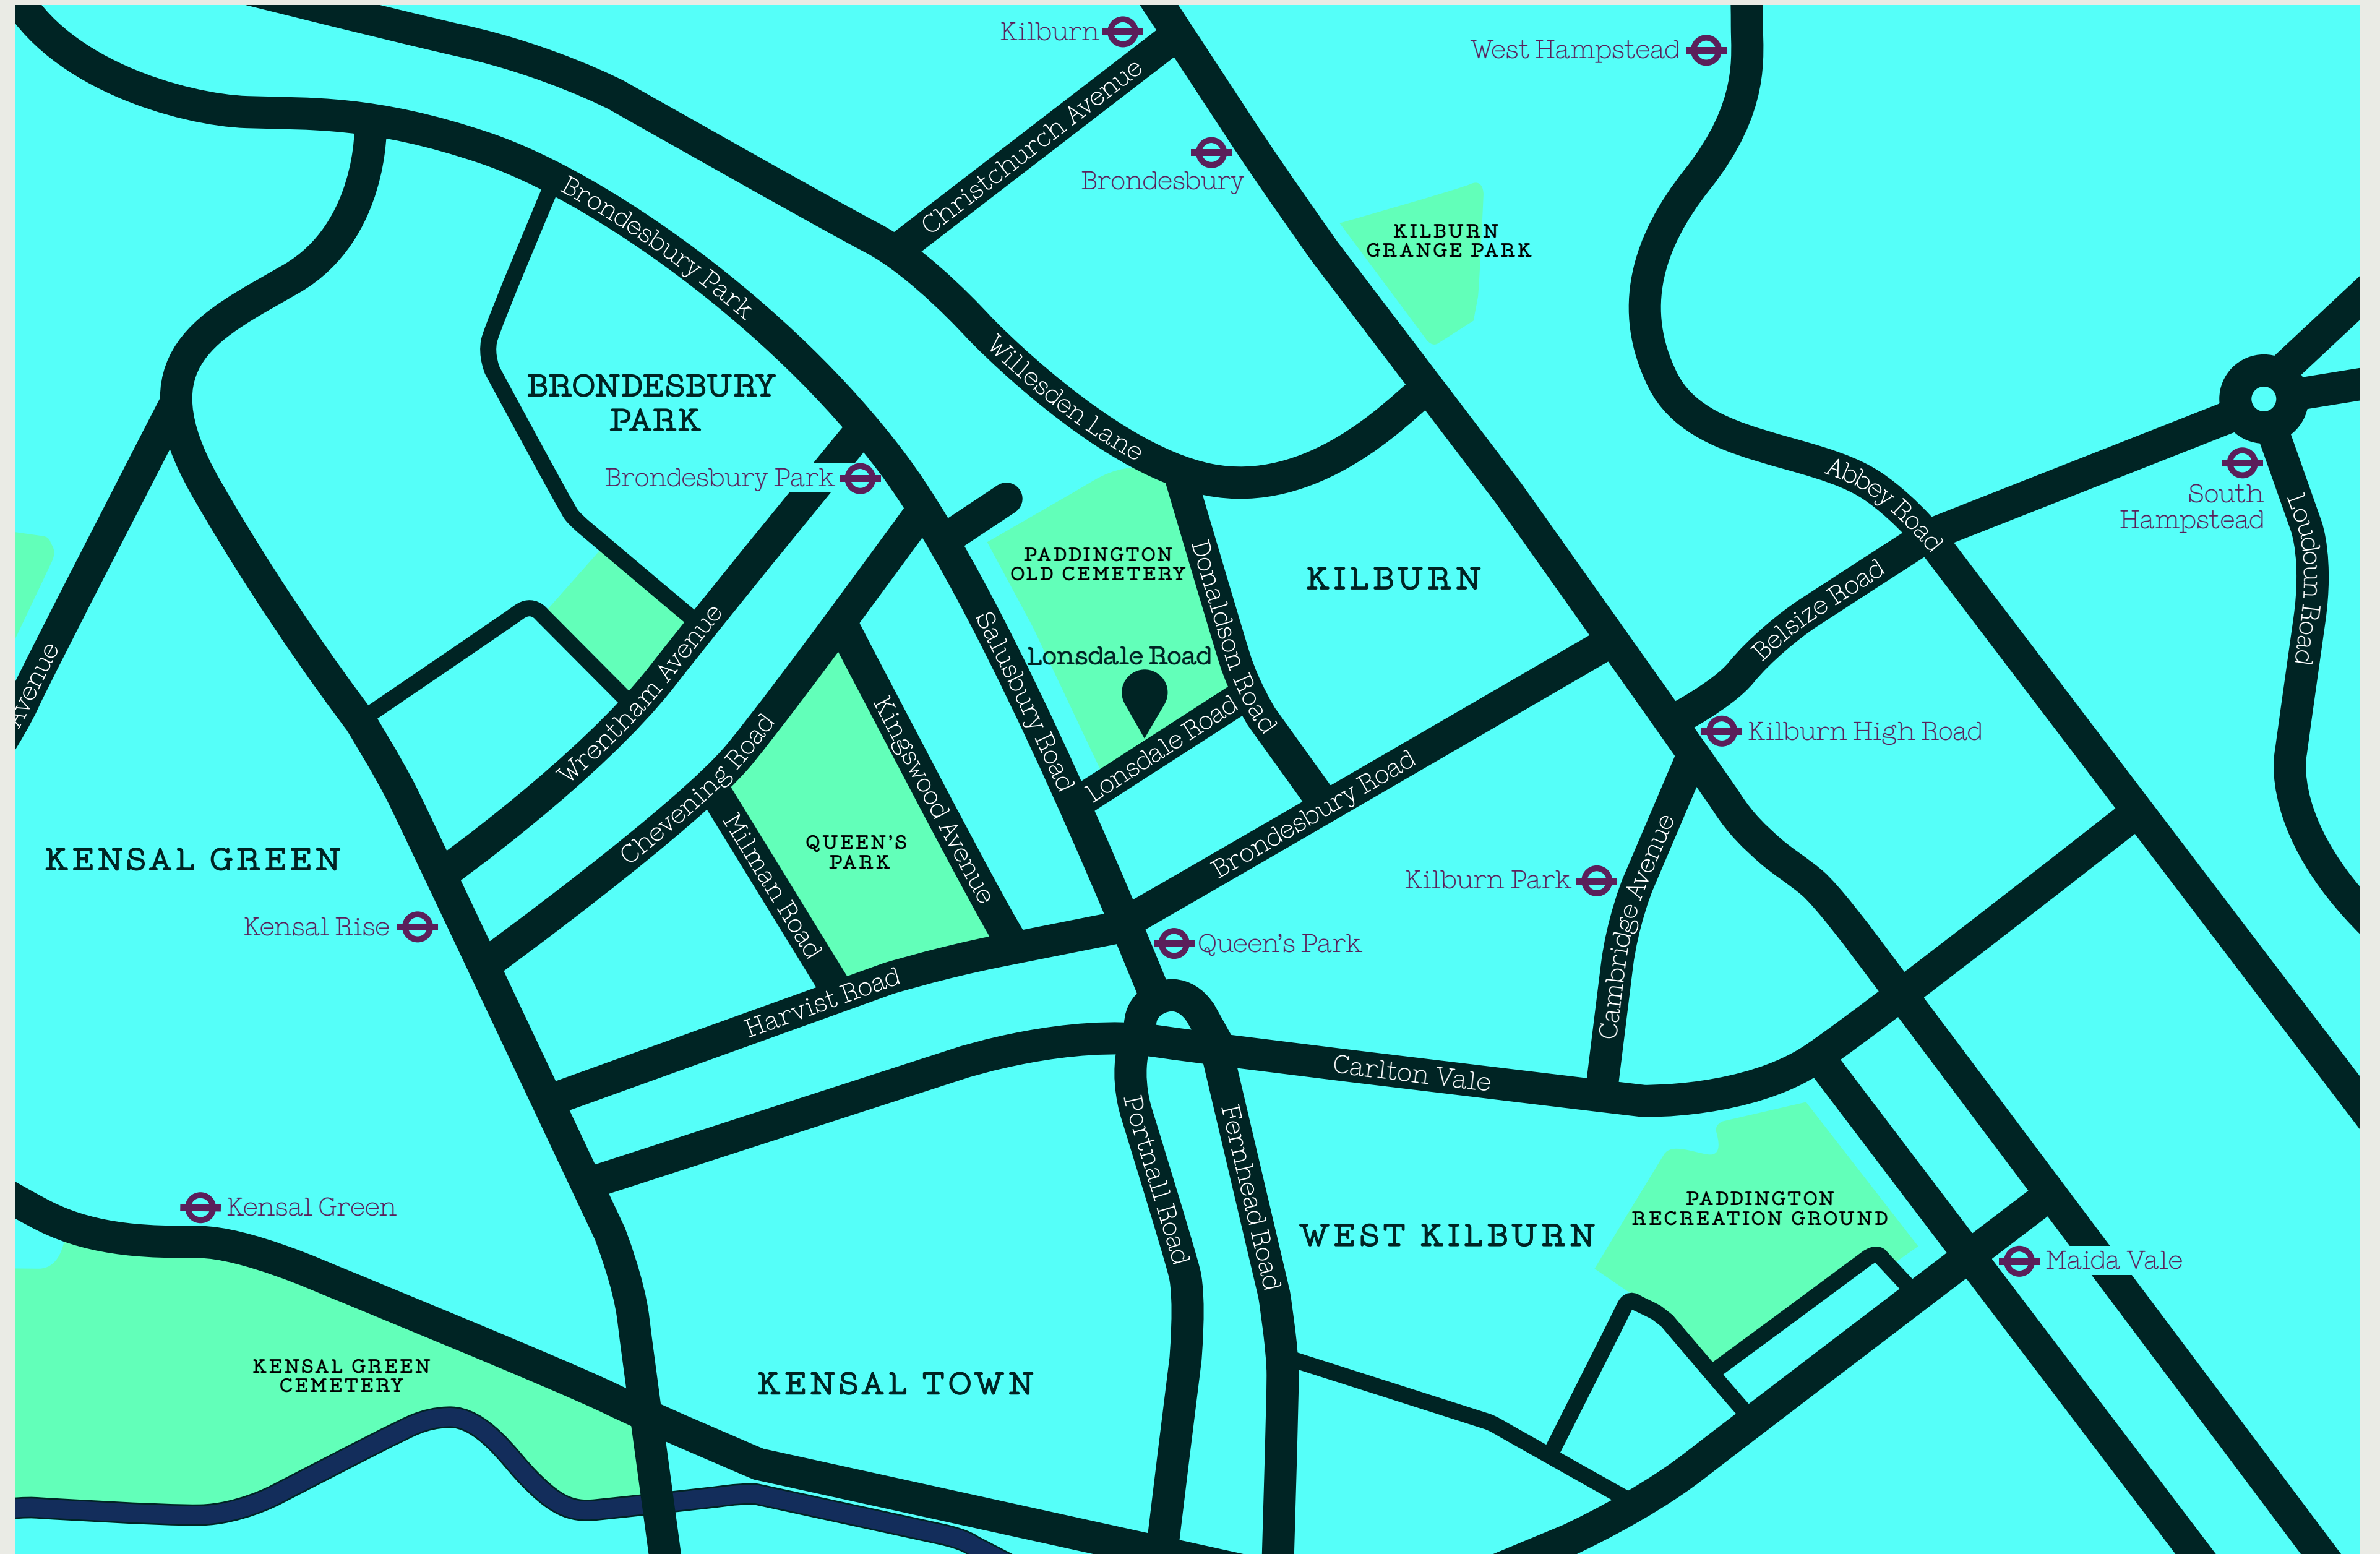 Kilburn
West Hampstead
Christchurch Avenue
Brondesbury
Brondesbury Park
KILBURN
GRANGE PARK
Willesden Lane
BRONDESBURY
PARK
Brondesbury Park
Abbey Road
South
Hampstead
Loudoun Road
PADDINGTON
OLD CEMETERY
Donaldson Road
KILBURN
Belsize Road
Salusbury Road
Lonsdale Road
Lonsdale Road
Wrentham Avenue
Avenue
Kingswood Avenue
Chevening Road
Kilburn High Road
Brondesbury Road
Milman Road
QUEEN'S
PARK
KENSAL GREEN
Kilburn Park
Cambridge Avenue
Kensal Rise
Queen's Park
Harvist Road
Carlton Vale
Portnall Road
Fernhead Road
Kensal Green
PADDINGTON
RECREATION GROUND
WEST KILBURN
Maida Vale
KENSAL GREEN
CEMETERY
KENSAL TOWN